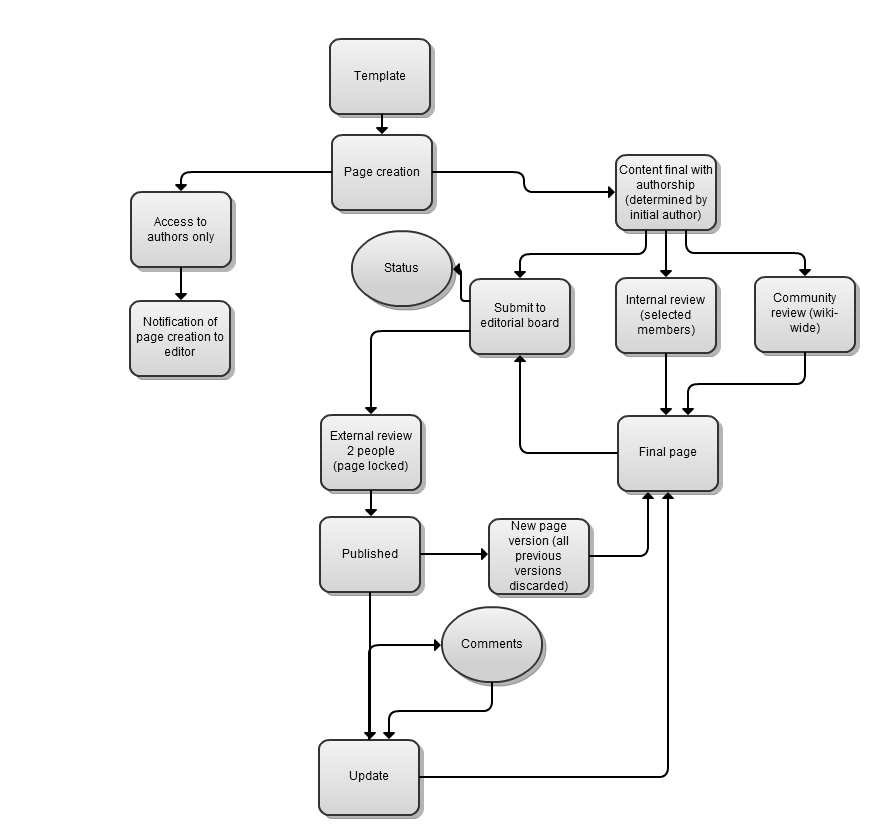 Template
Page creation
Content final with
authorship
(determined by
initial author)
Access to
authors only
Status
Submit to
editorial board
Internal review
(selected
members)
Community
review (wiki-
wide)
Notification of
page creation to
editor
External review
2 people
(page locked)
Final page
Published
New page
version (all
previous
versions
discarded)
Comments
Update